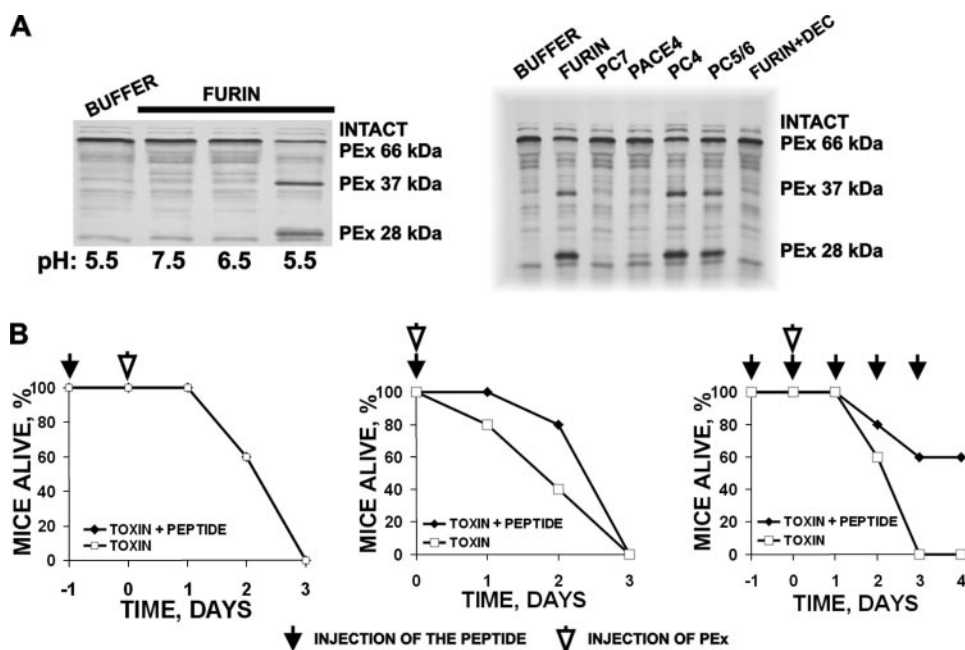 A
BUFFER
FURIN
INTACT
PEx 66 kDa
PEx 37 kDa
PEx 28 kDa
pH: 5.5 7.5 6.5 5.5
BUFFER
FURIN
PC7
PACE4
PC4
PC5/6
FURIN+DEC
INTACT
PEx 66 kDa
PEx 37 kDa
PEx 28 kDa
B
MICE ALIVE, %
100
80
60
40
20
0
TOXIN + PEPTIDE
TOXIN
-1 0 1 2 3
TIME, DAYS
MICE ALIVE, %
100
80
60
40
20
0
TOXIN + PEPTIDE
TOXIN
0 1 2 3
TIME, DAYS
MICE ALIVE, %
100
80
60
40
20
0
TOXIN + PEPTIDE
TOXIN
-1 0 1 2 3 4
TIME, DAYS
INJECTION OF THE PEPTIDE INJECTION OF PEx